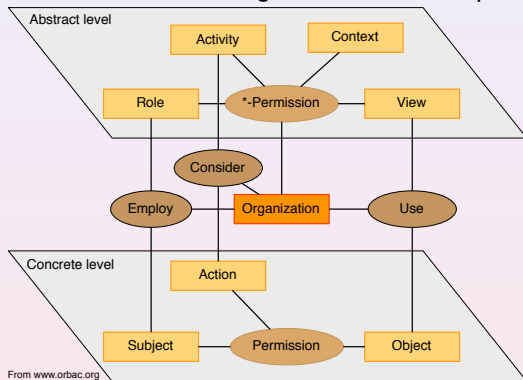 Abstract level
Activity
Context
Role
*-Permission
View
Consider
Employ
Organization
Use
Concrete level
Action
Subject
Permission
Object
From www.orbac.org